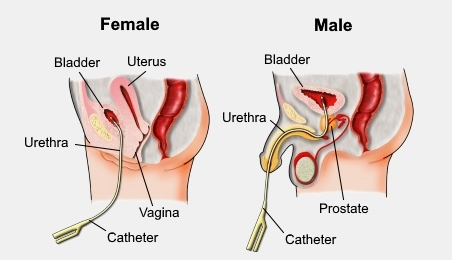 Female
Bladder
Uterus
Urethra
Vagina
Catheter
Male
Bladder
Urethra
Prostate
Catheter